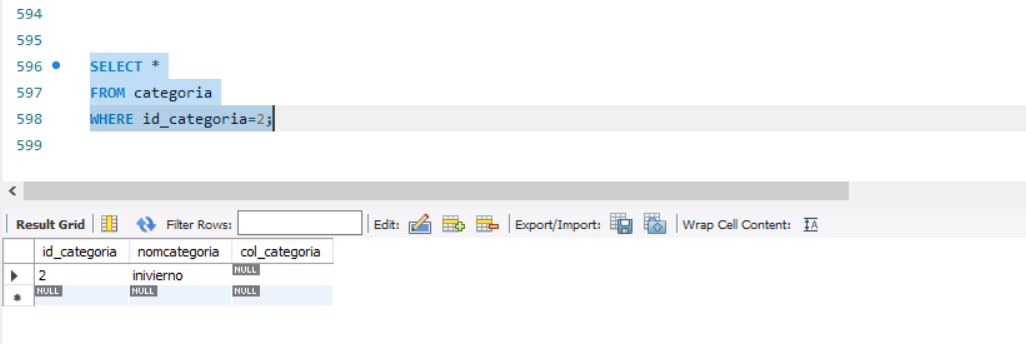 594
595
596 SELECT *
597 FROM categoria
598 WHERE id_categoria=2;
599
Result Grid Filter Rows: Edit: Export/Import: Wrap Cell Content: IA
id_categoria nomcategoria col_categoria
2 inivierno NULL
NULL NULL NULL